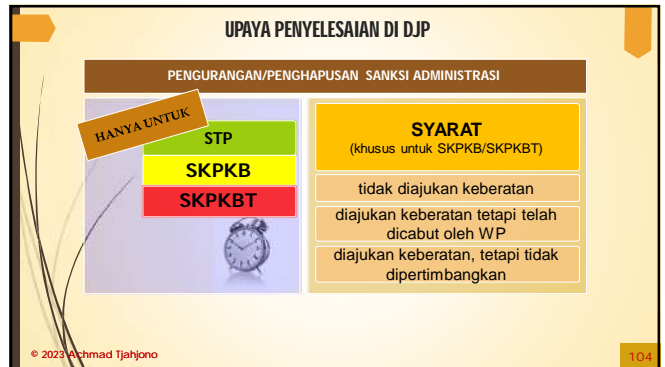 UPAYA PENYELESAIAN DI DJP
PENGURANGAN/PENGHAPUSAN SANKSI ADMINISTRASI
HANYA UNTUK
STP
SKPKB
SKPKBT
SYARAT
(khusus untuk SKPKB/SKPKBT)
tidak diajukan keberatan
diajukan keberatan tetapi telah
dicabut oleh WP
diajukan keberatan, tetapi tidak
dipertimbangkan
© 2023 Achmad Tjahjono
104